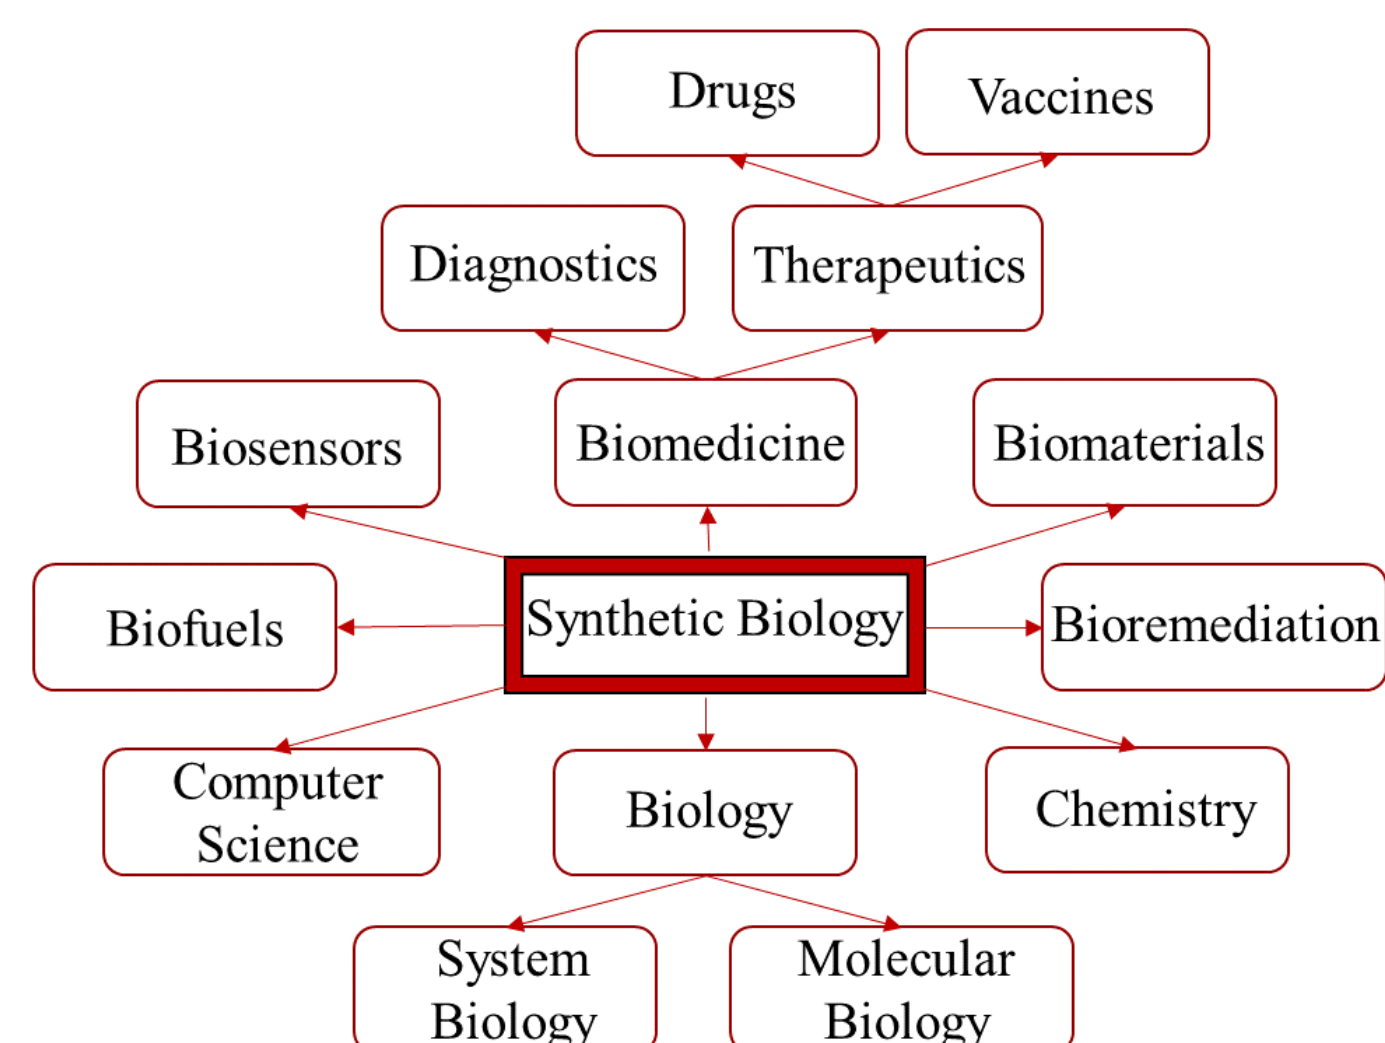 Drugs
Vaccines
Diagnostics
Therapeutics
Biosensors
Biomedicine
Biomaterials
Biofuels
Synthetic Biology
Bioremediation
Computer
Science
Biology
Chemistry
System
Biology
Molecular
Biology